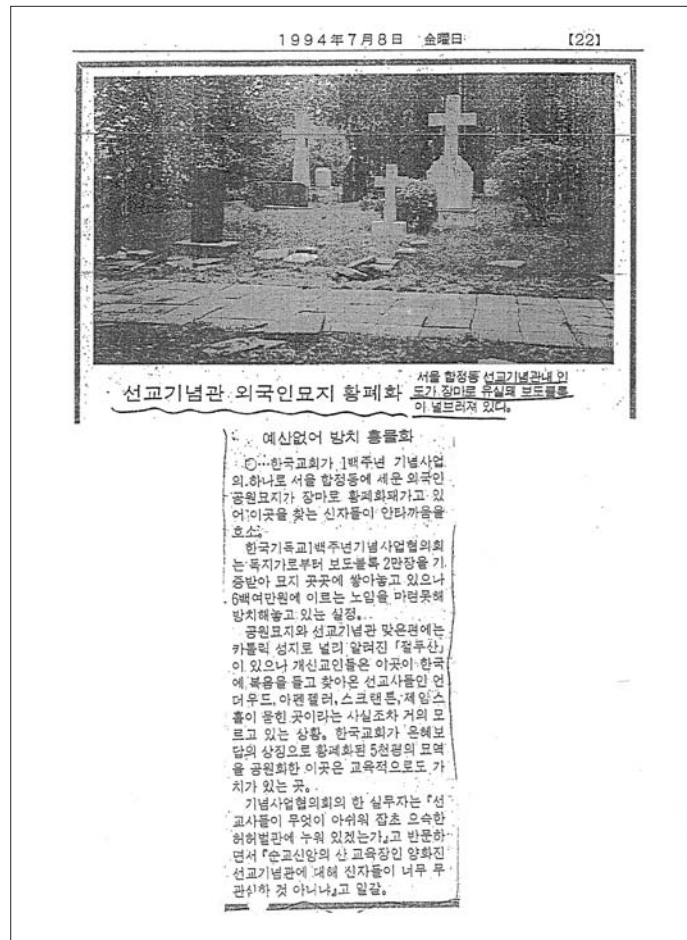 1994年7月8日 金曜日 【22】
선교기념관 외국인묘지 황폐화
서울 합정동 선교기념관내 인
도가 장마로 유실돼 보도블록
이 널브러져 있다.
예산없어 방치 흉물화
○…한국교회가 1백주년 기념사업
의 하나로 서울 합정동에 세운 외국인
공원묘지가 장마로 황폐화돼가고 있
어 이곳을 찾는 신자들이 안타까움을
호소.
한국기독교1백주년기념사업협의회
는 독지가로부터 보도블록 2만장을 기
증받아 묘지 곳곳에 쌓아놓고 있으나
6백여만원에 이르는 노임을 마련못해
방치해놓고 있는 실정.
공원묘지와 선교기념관 맞은편에는
카톨릭 성지로 널리 알려진 「절두산」
이 있으나 개신교인들은 이곳이 한국
에 복음을 들고 찾아온 선교사들인 언
더우드, 아펜젤러, 스크랜튼, 제임스
홀이 묻힌 곳이라는 사실조차 거의 모
르고 있는 상황. 한국교회가 은혜보
답의 상징으로 황폐화된 5천평의 묘역
을 공원화한 이곳은 교육적으로도 가
치가 있는 곳.
기념사업협의회의 한 실무자는 『선
교사들이 무엇이 아쉬워 잡초 으슥한
허허벌판에 누워 있겠는가』고 반문하
면서 『순교신앙의 산 교육장인 양화진
선교기념관에 대해 신자들이 너무 무
관심한 것 아니냐』고 일갈.